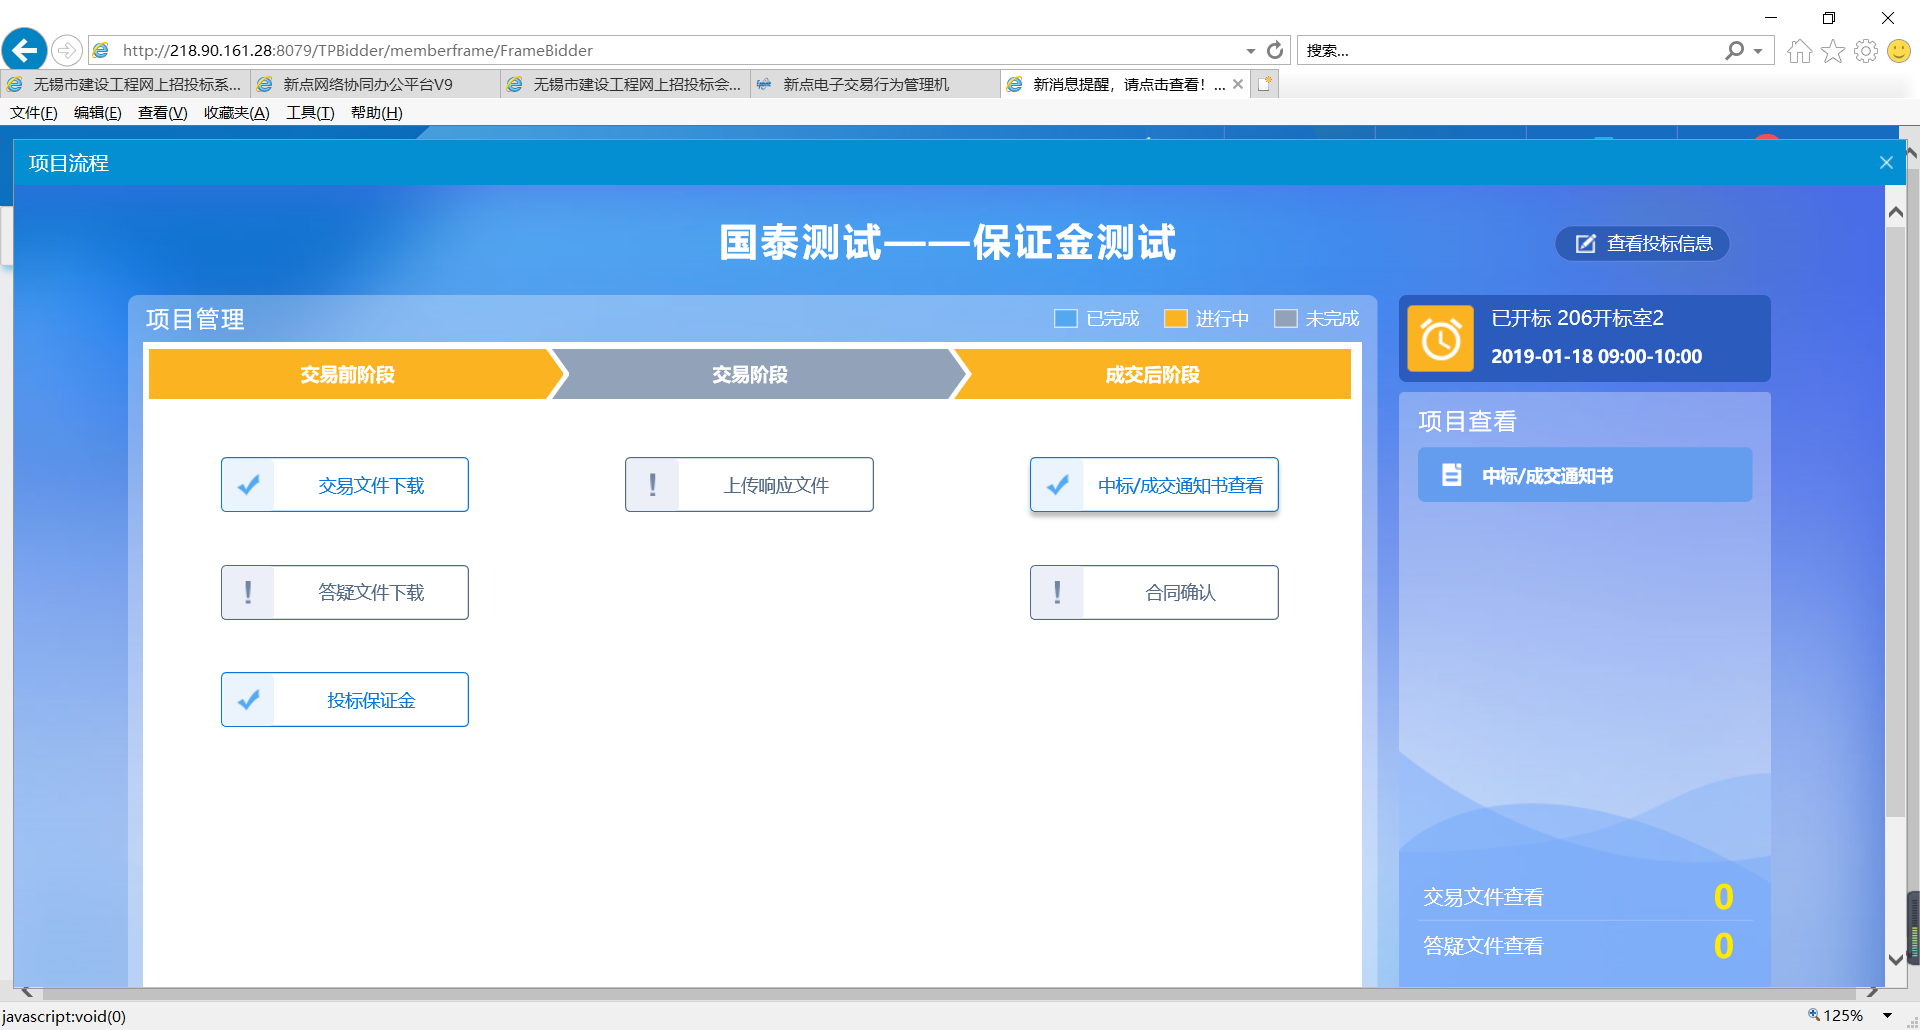 http://218.90.161.28:8079/TPBidder/memberframe/FrameBidder
搜索...
无锡市建设工程网上招投标系...
新点网络协同办公平台V9
无锡市建设工程网上招投标会...
新点电子交易行为管理机
新消息提醒，请点击查看！...
文件(F) 编辑(E) 查看(V) 收藏夹(A) 工具(T) 帮助(H)
项目流程
国泰测试——保证金测试
查看投标信息
项目管理
已完成 进行中 未完成
已开标 206开标室2
2019-01-18 09:00-10:00
交易前阶段 交易阶段 成交后阶段
项目查看
中标/成交通知书
交易文件下载 上传响应文件 中标/成交通知书查看
答疑文件下载 合同确认
投标保证金
交易文件查看 0
答疑文件查看 0
javascript:void(0)
125%